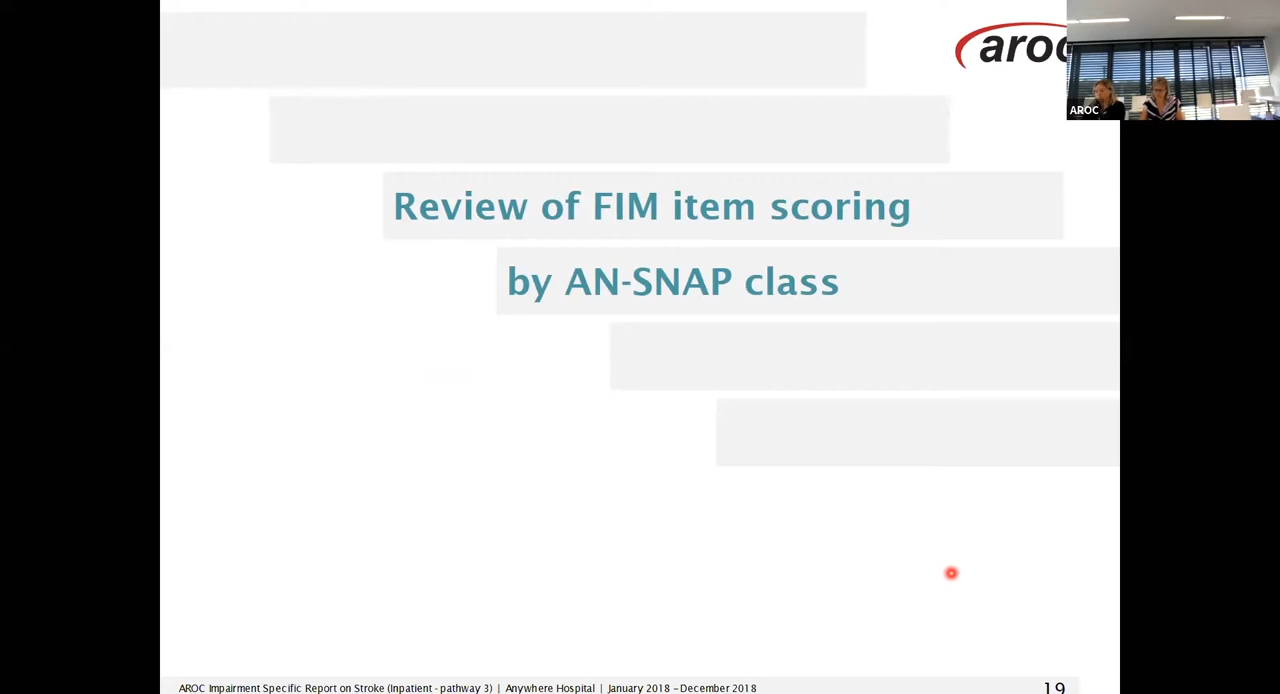 aroc
AROC
Review of FIM item scoring
by AN-SNAP class
AROC Impairment Specific Report on Stroke (Inpatient - pathway 3) | Anywhere Hospital | January 2018 – December 2018
19